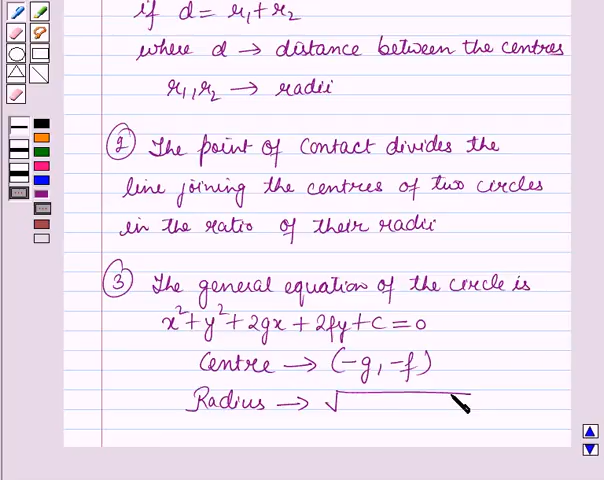 if d = r₁ + r₂
where d → distance between the centres
r₁, r₂ → radii
② The point of contact divides the
line joining the centres of two circles
in the ratio of their radii
③ The general equation of the circle is
x² + y² + 2gx + 2fy + c = 0
Centre → (-g, -f)
Radius → √